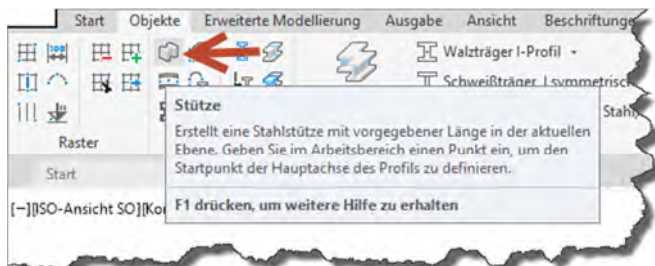 Start Objekte Erweiterte Modellierung Ausgabe Ansicht Beschriftunge
Walzträger I-Profil
Schweißträger I symmetrisch
Stahl
Raster
Start
Stütze
Erstellt eine Stahlstütze mit vorgegebener Länge in der aktuellen
Ebene. Geben Sie im Arbeitsbereich einen Punkt ein, um den
Startpunkt der Hauptachse des Profils zu definieren.
F1 drücken, um weitere Hilfe zu erhalten
[−][ISO-Ansicht SO][Ko